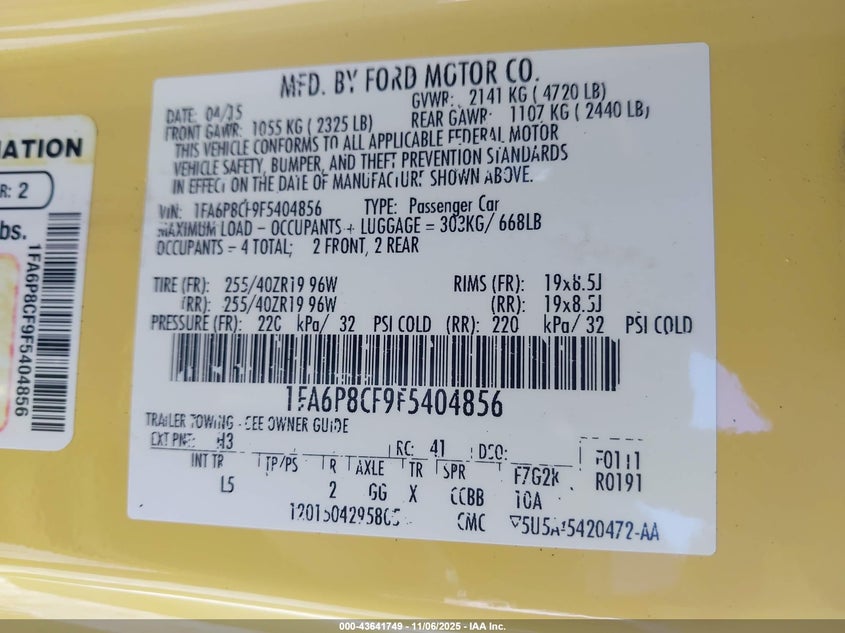 MFD. BY FORD MOTOR CO.
DATE: 04/15 GVWR: 2141 KG ( 4720 LB)
FRONT GAWR: 1055 KG ( 2325 LB) REAR GAWR: 1107 KG ( 2440 LB)
THIS VEHICLE CONFORMS TO ALL APPLICABLE FEDERAL MOTOR
VEHICLE SAFETY, BUMPER, AND THEFT PREVENTION STANDARDS
IN EFFECT ON THE DATE OF MANUFACTURE SHOWN ABOVE.
VIN: 1FA6P8CF9F5404856 TYPE: Passenger Car
MAXIMUM LOAD - OCCUPANTS + LUGGAGE = 303KG/ 668LB
OCCUPANTS = 4 TOTAL; 2 FRONT, 2 REAR
TIRE (FR): 255/40ZR19 96W RIMS (FR): 19x8.5J
(RR): 255/40ZR19 96W (RR): 19x8.5J
PRESSURE (FR): 220 kPa/ 32 PSI COLD (RR): 220 kPa/ 32 PSI COLD
1FA6P8CF9F5404856
TRAILER TOWING - SEE OWNER GUIDE
EXT PNT: H3 RC: 41 DSO: F0111
INT TR TP/PS R AXLE TR SPR F7G2K R0191
L5 2 GG X CCBB 10A
CMC 5420472-AA
R: 2
bs.
1FA6P8CF9F5404856
000-43641749 - 11/06/2025 - IAA Inc.